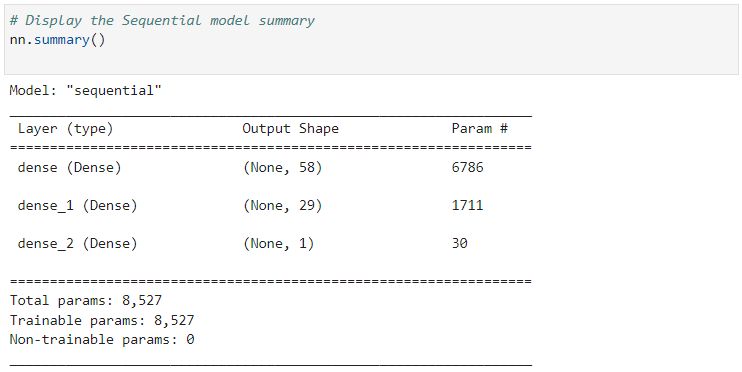 # Display the Sequential model summary
nn.summary()
Model: "sequential"
_________________________________________________________________
Layer (type) Output Shape Param #
=================================================================
dense (Dense) (None, 58) 6786
dense_1 (Dense) (None, 29) 1711
dense_2 (Dense) (None, 1) 30
=================================================================
Total params: 8,527
Trainable params: 8,527
Non-trainable params: 0
_________________________________________________________________